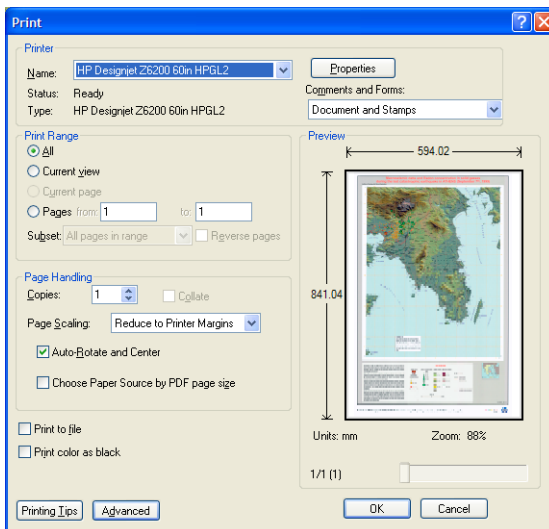 Print
Printer
Name: HP Designjet Z6200 60in HPGL2
Properties
Status: Ready
Comments and Forms:
Type: HP Designjet Z6200 60in HPGL2
Document and Stamps
Print Range
All
Current view
Current page
Pages from: 1 to: 1
Subset: All pages in range Reverse pages
Page Handling
Copies: 1 Collate
Page Scaling: Reduce to Printer Margins
Auto-Rotate and Center
Choose Paper Source by PDF page size
Print to file
Print color as black
Preview
594.02
841.04
Units: mm Zoom: 88%
1/1 (1)
Printing Tips Advanced OK Cancel